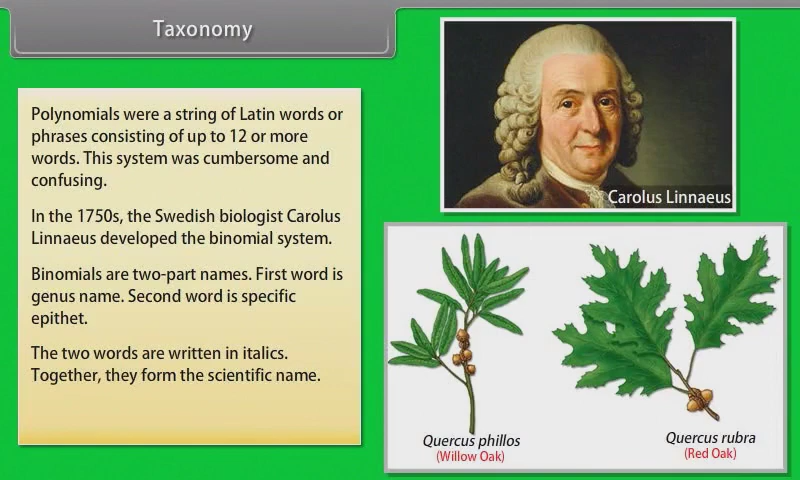 Taxonomy
Polynomials were a string of Latin words or
phrases consisting of up to 12 or more
words. This system was cumbersome and
confusing.
In the 1750s, the Swedish biologist Carolus
Linnaeus developed the binomial system.
Binomials are two-part names. First word is
genus name. Second word is specific
epithet.
The two words are written in italics.
Together, they form the scientific name.
Carolus Linnaeus
Quercus phillos
(Willow Oak)
Quercus rubra
(Red Oak)